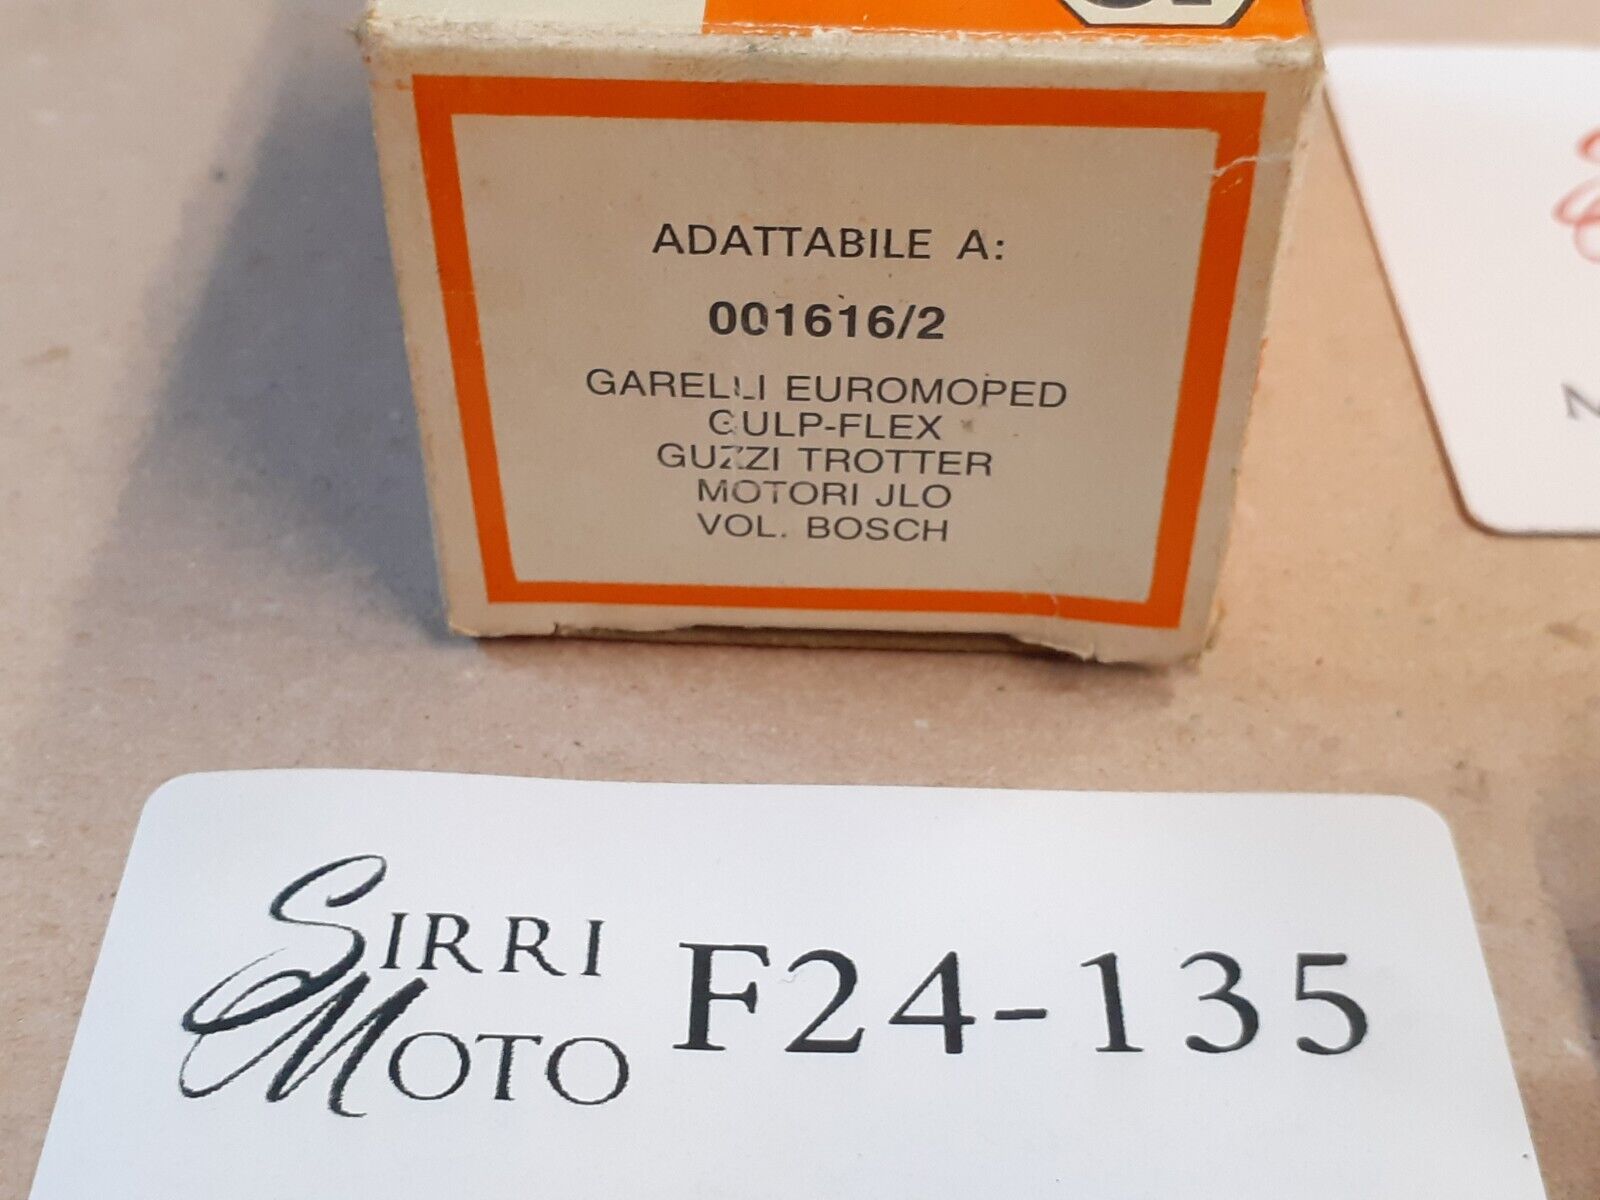 ADATTABILE A:
001616/2
GARELLI EUROMOPED
GULP-FLEX
GUZZI TROTTER
MOTORI JLO
VOL. BOSCH
SIRRI
MOTO
F24-135